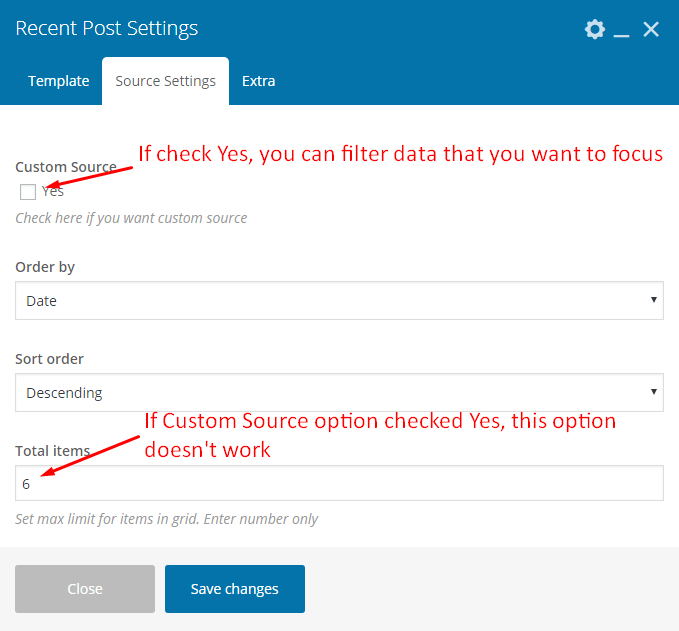 Recent Post Settings
Template
Source Settings
Extra
If check Yes, you can filter data that you want to focus
Custom Source
Yes
Check here if you want custom source
Order by
Date
Sort order
Descending
If Custom Source option checked Yes, this option
doesn't work
Total items
6
Set max limit for items in grid. Enter number only
Close
Save changes